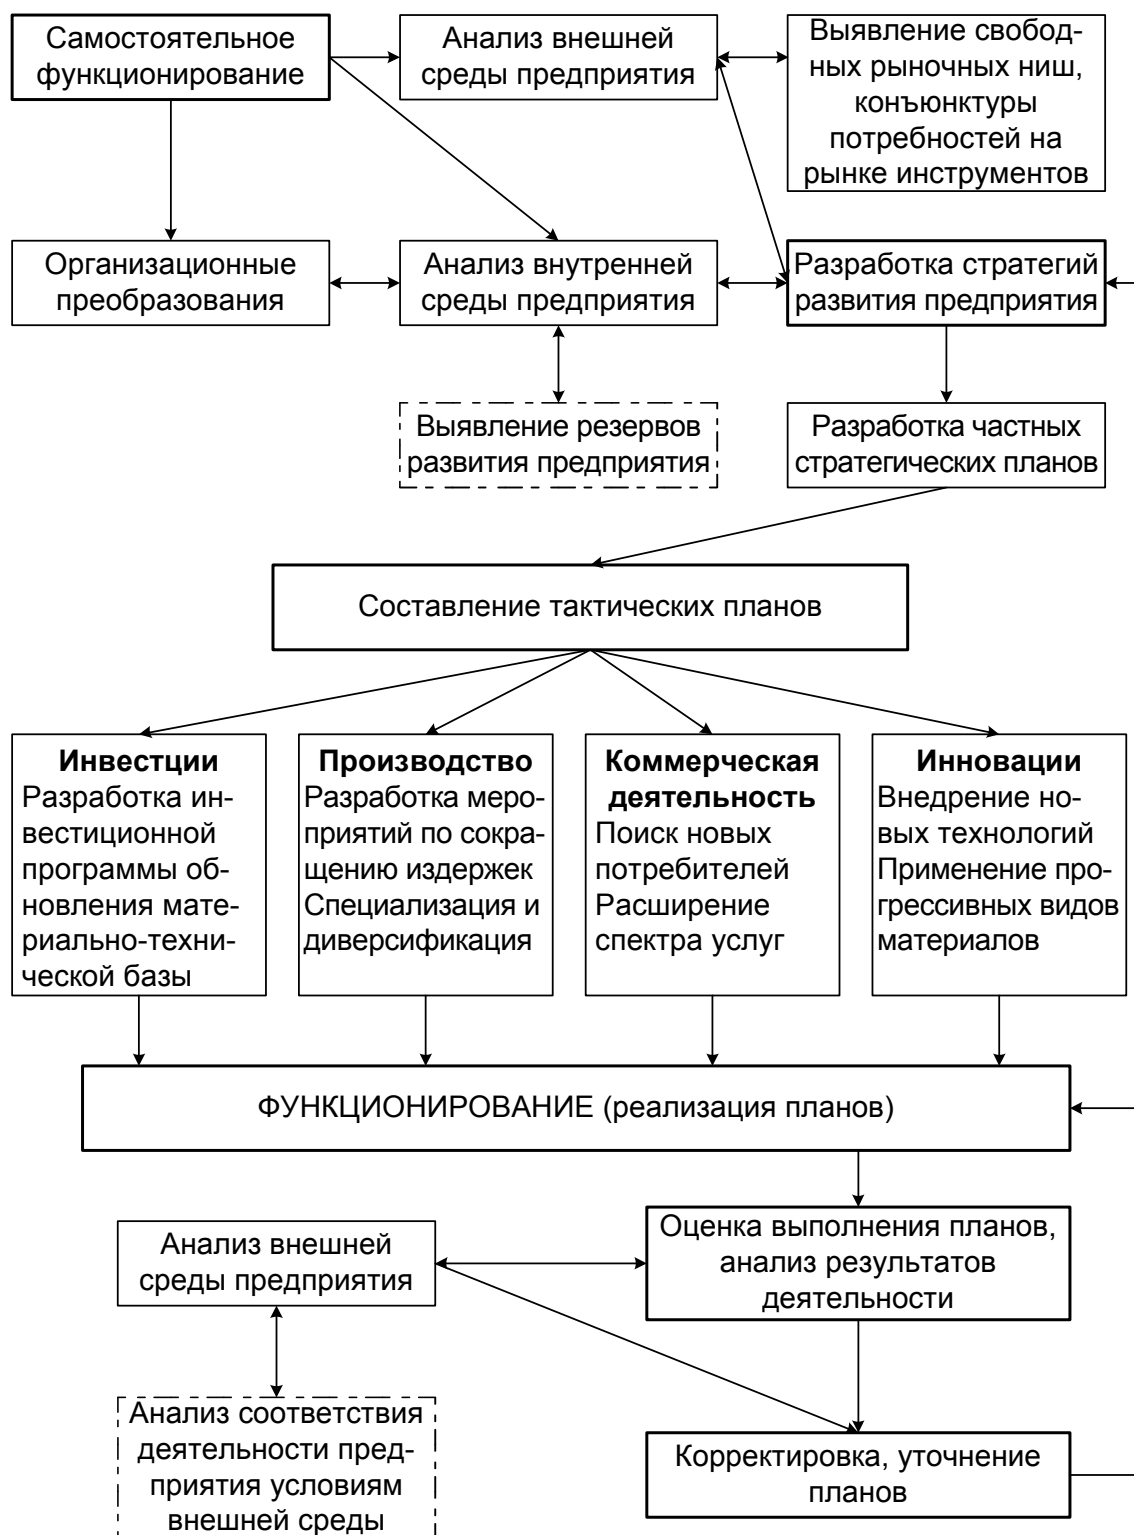 Самостоятельное
функционирование
Анализ внешней
среды предприятия
Выявление свобод-
ных рыночных ниш,
конъюнктуры
потребностей на
рынке инструментов
Организационные
преобразования
Анализ внутренней
среды предприятия
Разработка стратегий
развития предприятия
Выявление резервов
развития предприятия
Разработка частных
стратегических планов
Составление тактических планов
Инвестции
Разработка ин-
вестиционной
программы об-
новления мате-
риально-техни-
ческой базы
Производство
Разработка меро-
приятий по сокра-
щению издержек
Специализация и
диверсификация
Коммерческая
деятельность
Поиск новых
потребителей
Расширение
спектра услуг
Инновации
Внедрение но-
вых технологий
Применение про-
грессивных видов
материалов
ФУНКЦИОНИРОВАНИЕ (реализация планов)
Анализ внешней
среды предприятия
Оценка выполнения планов,
анализ результатов
деятельности
Анализ соответствия
деятельности пред-
приятия условиям
внешней среды
Корректировка, уточнение
планов